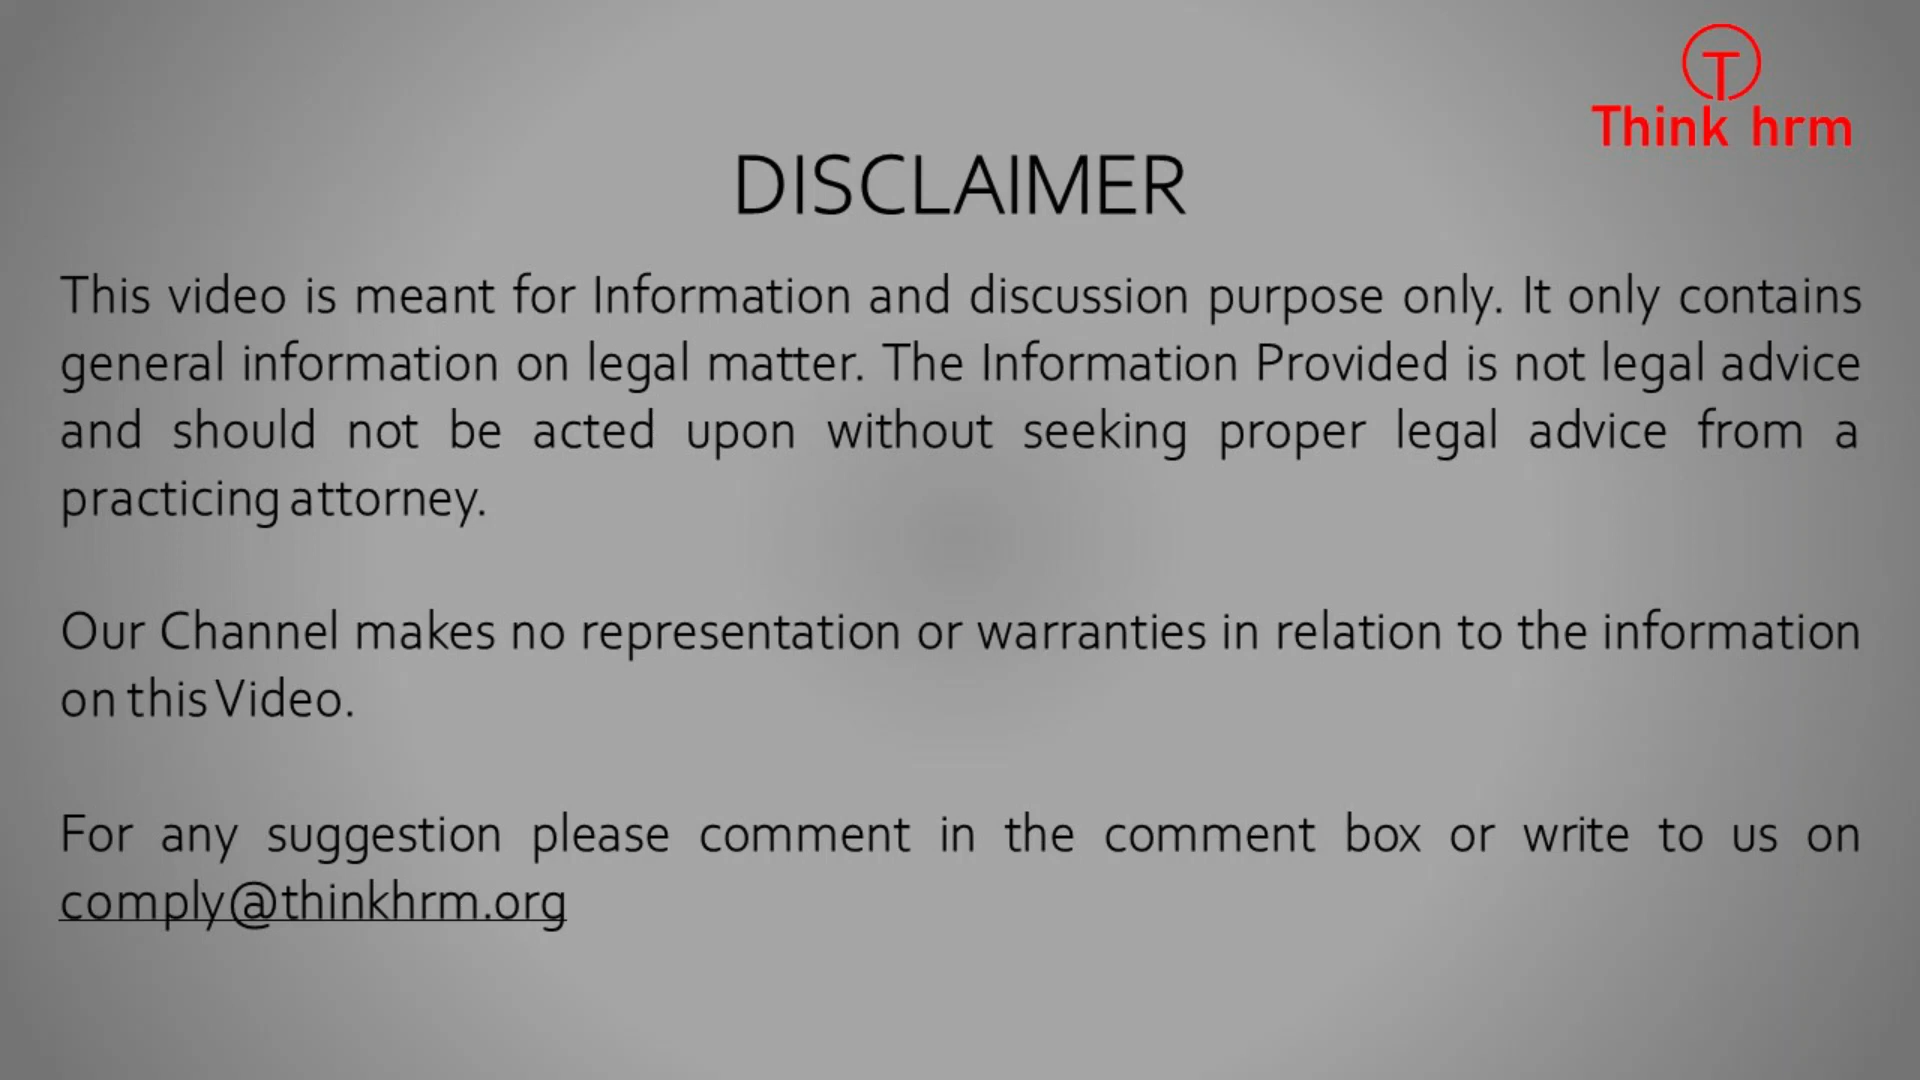 T
Think hrm
DISCLAIMER
This video is meant for Information and discussion purpose only. It only contains
general information on legal matter. The Information Provided is not legal advice
and should not be acted upon without seeking proper legal advice from a
practicing attorney.
Our Channel makes no representation or warranties in relation to the information
on this Video.
For any suggestion please comment in the comment box or write to us on
comply@thinkhrm.org